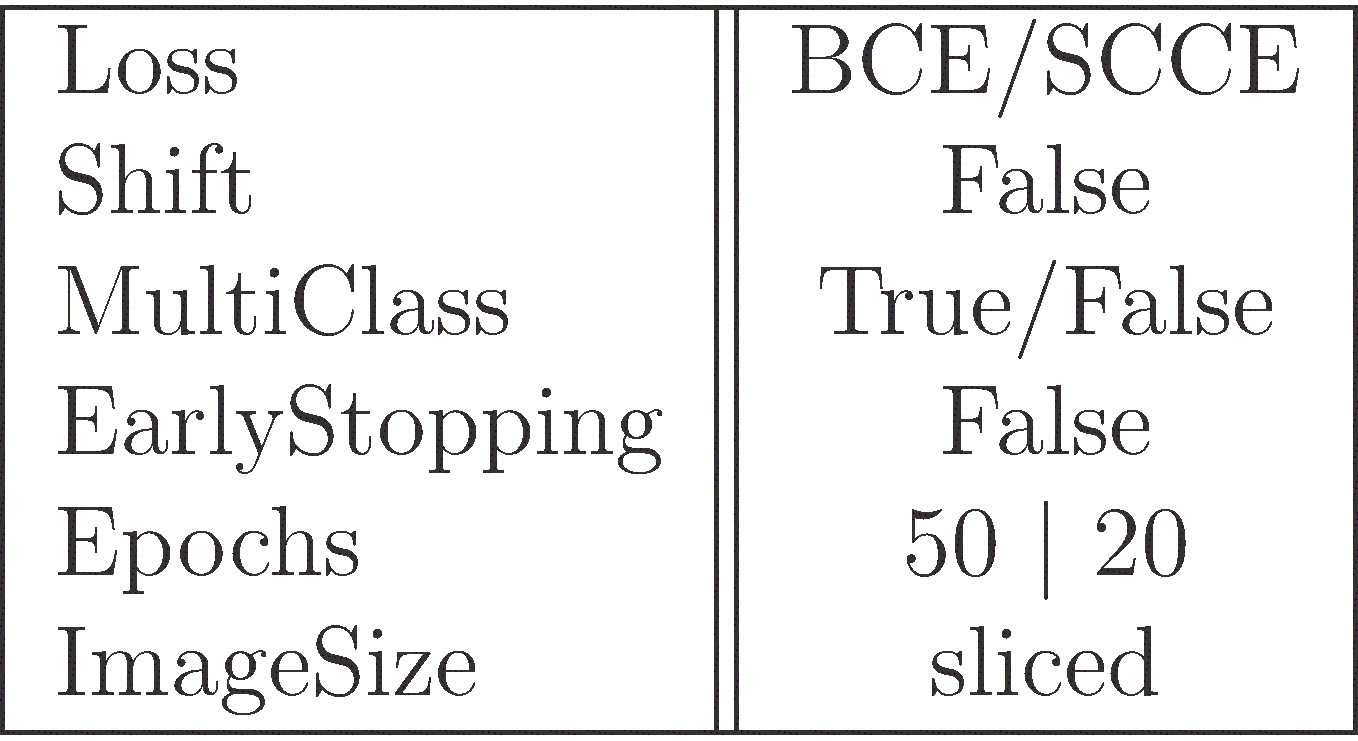 Loss BCE/SCCE
Shift False
MultiClass True/False
EarlyStopping False
Epochs 50 | 20
ImageSize sliced